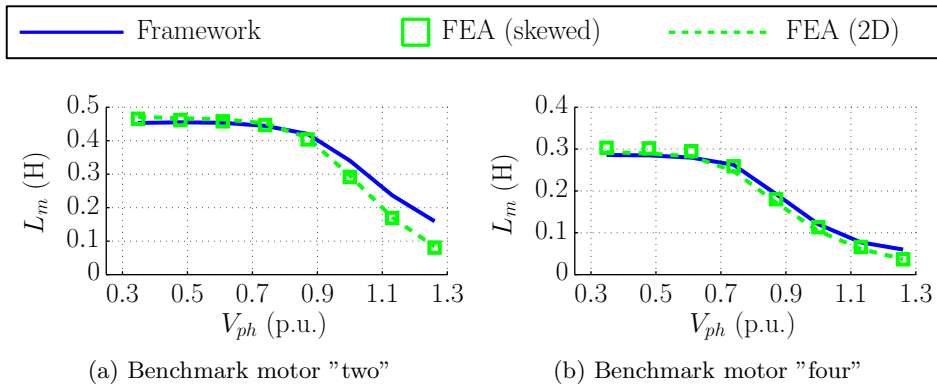 Framework FEA (skewed) FEA (2D)
0.5
0.4
0.3
0.2
0.1
0
L_m (H)
0.3 0.5 0.7 0.9 1.1 1.3
V_ph (p.u.)
(a) Benchmark motor "two"
0.4
0.3
0.2
0.1
0
L_m (H)
0.3 0.5 0.7 0.9 1.1 1.3
V_ph (p.u.)
(b) Benchmark motor "four"